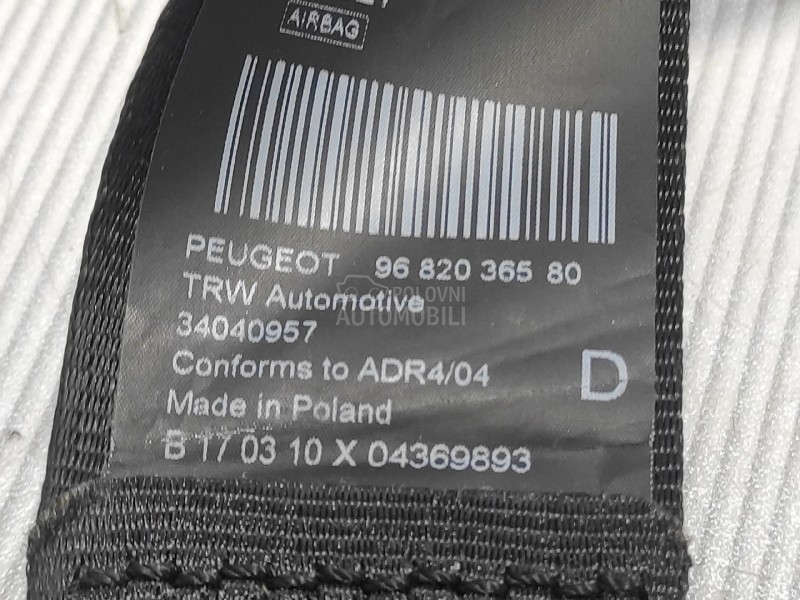 AIRBAG
PEUGEOT 96 820 365 80
TRW Automotive
34040957
Conforms to ADR4/04
D
Made in Poland
B 17 03 10 X 04369893
POLOVNI
AUTOMOBILI